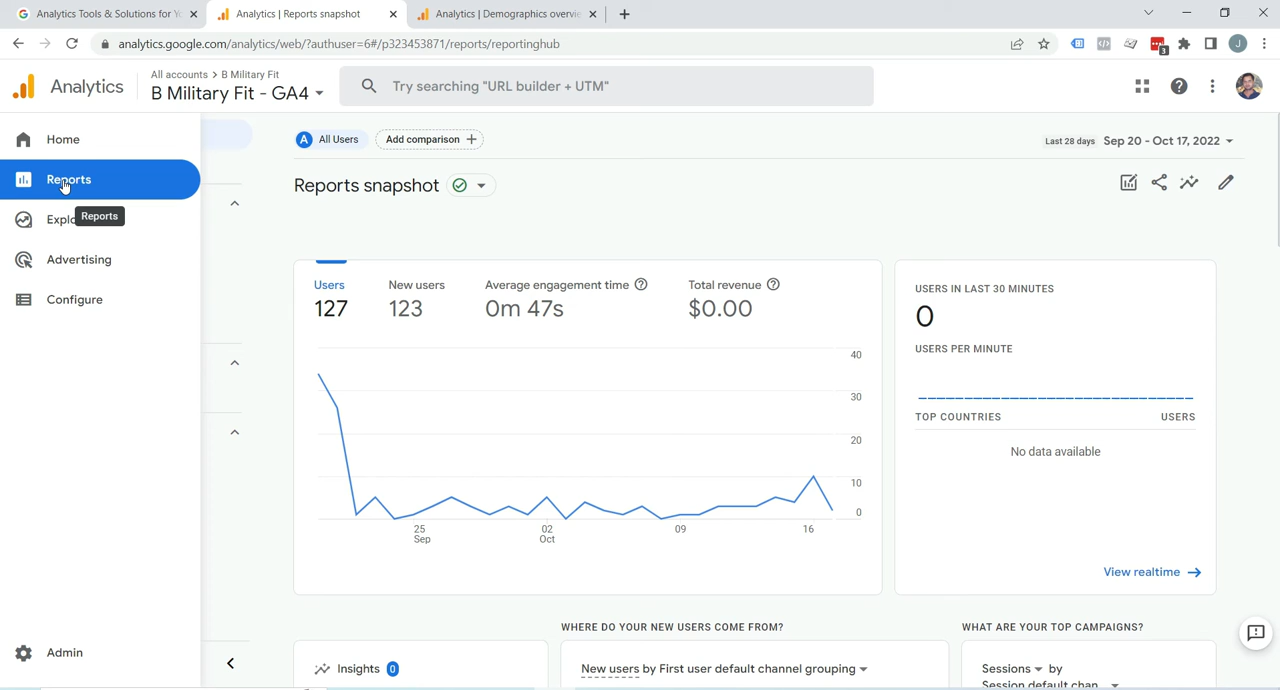 Analytics Tools & Solutions for Y
Analytics | Reports snapshot
Analytics | Demographics overvie
analytics.google.com/analytics/web/?authuser=6#/p323453871/reports/reportinghub
3
J
Analytics
All accounts > B Military Fit
B Military Fit - GA4
Try searching "URL builder + UTM"
Home
Reports
Reports
Explo
Advertising
Configure
Admin
A All Users
Add comparison +
Last 28 days Sep 20 - Oct 17, 2022
Reports snapshot
Users
127
New users
123
Average engagement time
0m 47s
Total revenue
$0.00
40
30
20
10
0
25
Sep
02
Oct
09
16
USERS IN LAST 30 MINUTES
0
USERS PER MINUTE
TOP COUNTRIES USERS
No data available
View realtime
WHERE DO YOUR NEW USERS COME FROM?
WHAT ARE YOUR TOP CAMPAIGNS?
Insights 0
New users by First user default channel grouping
Sessions by
Session default chan